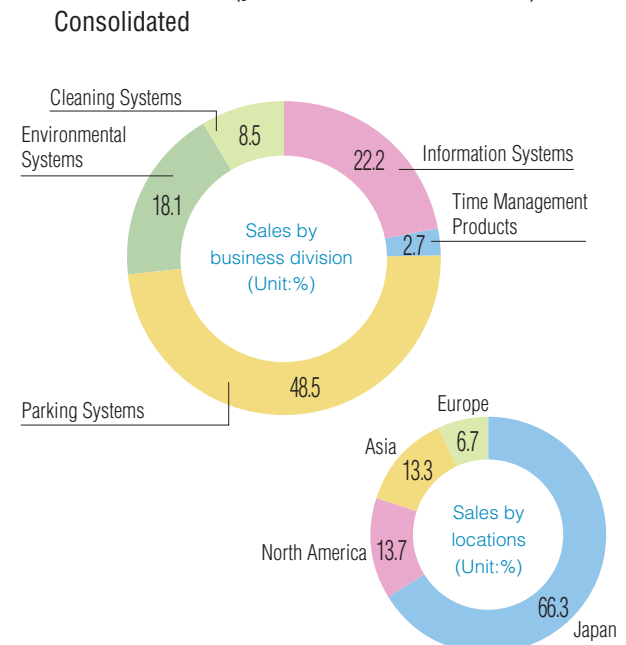 Consolidated
Cleaning Systems
8.5
Environmental
Systems
18.1
22.2
Information Systems
Time Management
Products
2.7
Sales by
business division
(Unit:%)
48.5
Parking Systems
Europe
6.7
Asia
13.3
Sales by
locations
(Unit:%)
North America
13.7
66.3
Japan